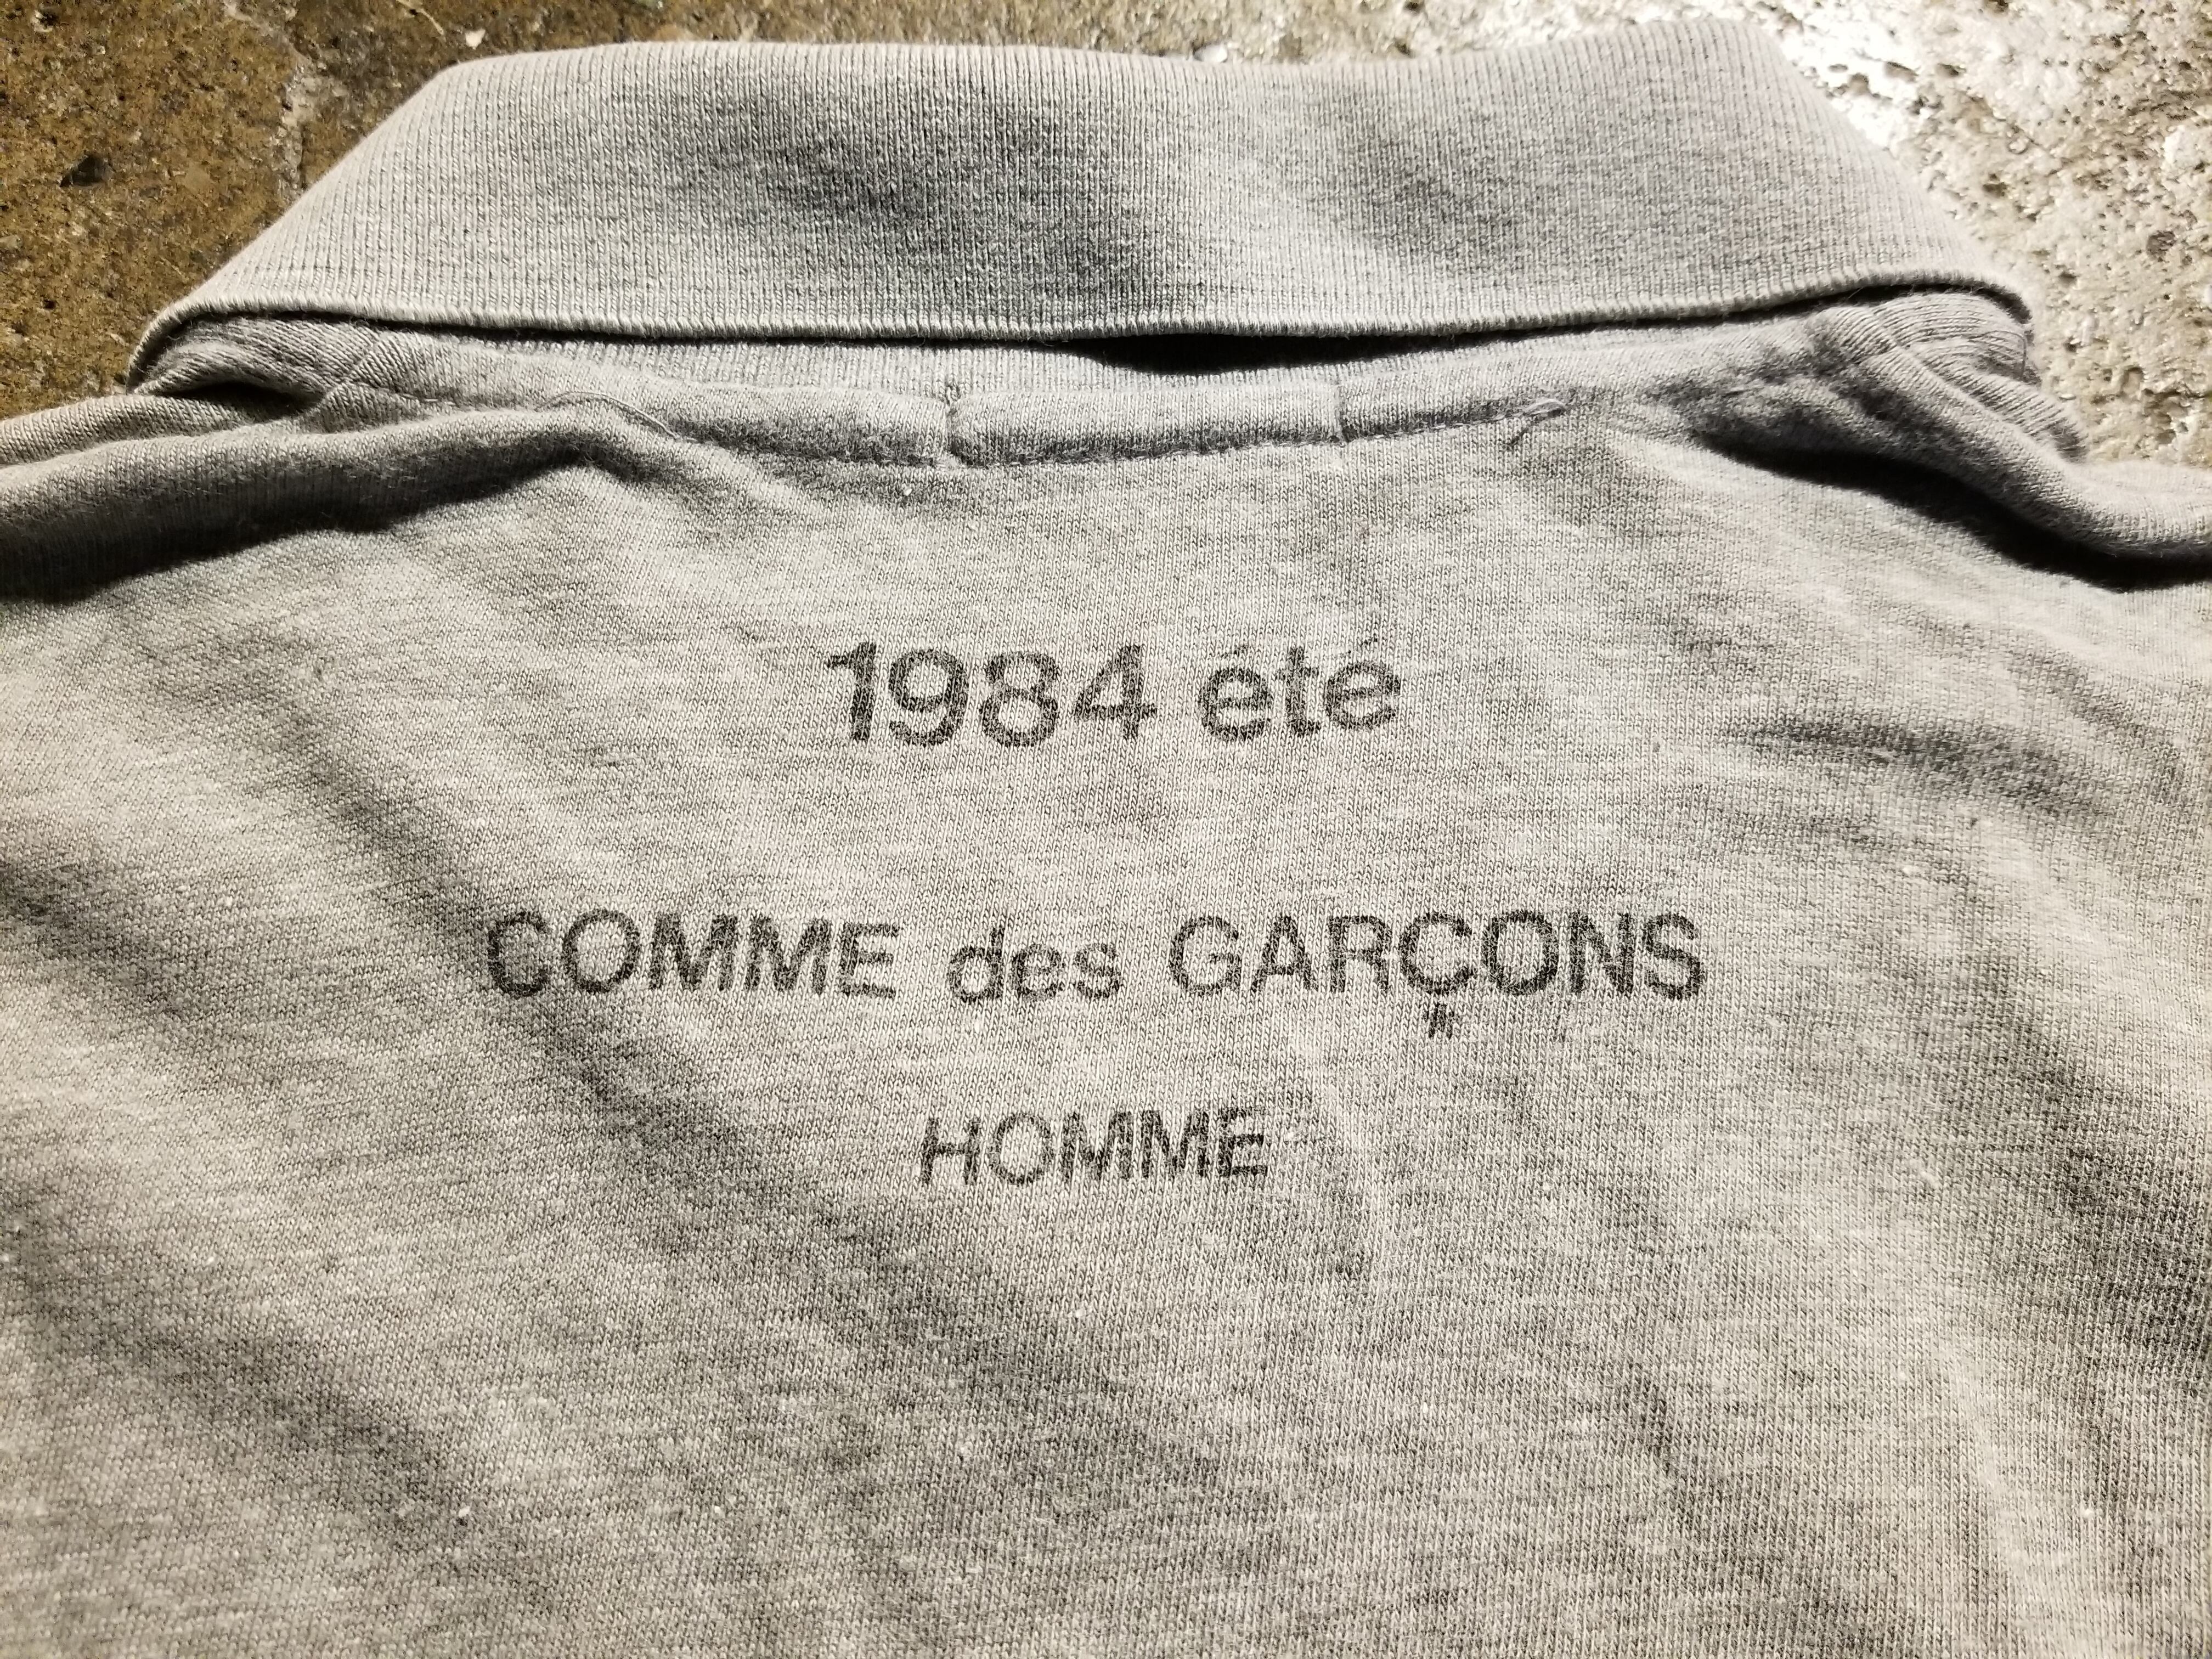 1984 été
COMME des GARÇONS
HOMME